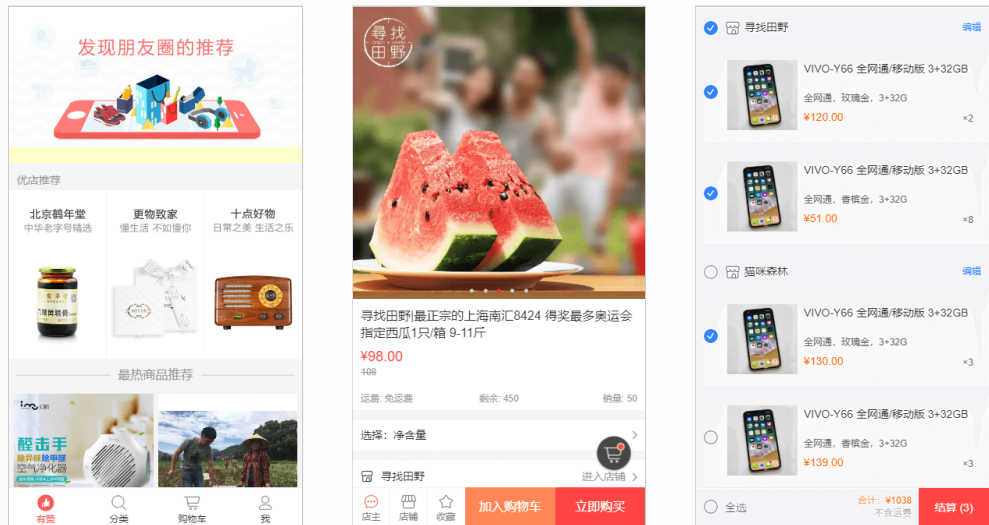 发现朋友圈的推荐
优店推荐
北京鹤年堂
中华老字号精选
更物致家
懂生活 不如懂你
十点好物
日常之美 生活之乐
最热商品推荐
醒击手
除异味除甲醛
空气净化器
有赞
分类
购物车
我
寻找
田野
寻找田野|最正宗的上海南汇8424 得奖最多奥运会
指定西瓜1只/箱 9-11斤
¥98.00
198
运费: 免运费
剩余: 450
销量: 50
选择：净含量
寻找田野
进入店铺
店主
店铺
收藏
加入购物车
立即购买
寻找田野
编辑
VIVO-Y66 全网通/移动版 3+32GB
全网通，玫瑰金，3+32G
¥120.00
×2
VIVO-Y66 全网通/移动版 3+32GB
全网通，香槟金，3+32G
¥51.00
×8
猫咪森林
编辑
VIVO-Y66 全网通/移动版 3+32GB
全网通，玫瑰金，3+32G
¥130.00
×3
VIVO-Y66 全网通/移动版 3+32GB
全网通，香槟金，3+32G
¥139.00
×3
全选
合计：¥1038
不含运费
结算 (3)